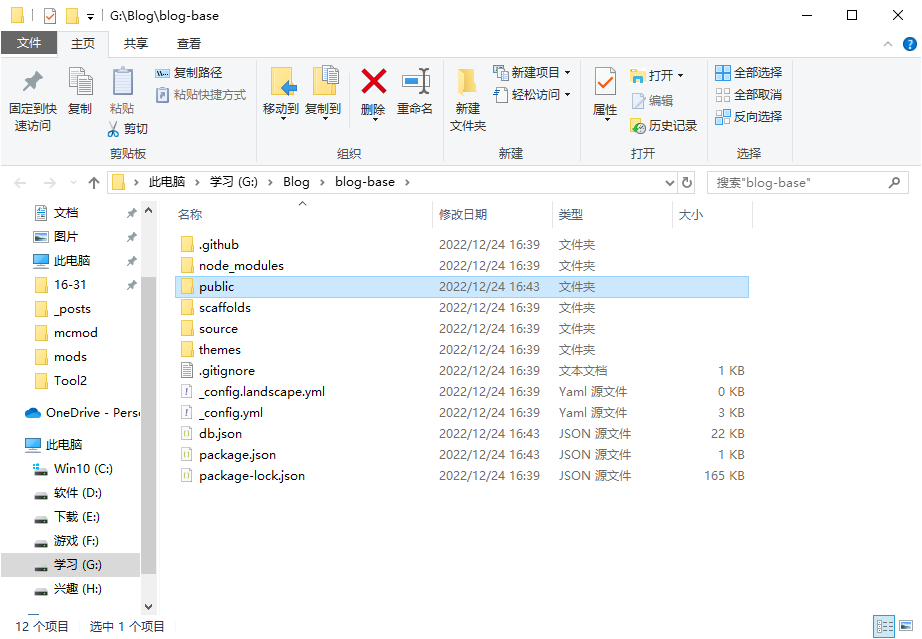 G:\Blog\blog-base
文件 主页 共享 查看
固定到快速访问
复制
粘贴
复制路径
粘贴快捷方式
剪切
剪贴板
移动到
复制到
删除
重命名
组织
新建文件夹
新建项目
轻松访问
新建
属性
打开
编辑
历史记录
打开
全部选择
全部取消
反向选择
选择
此电脑 › 学习 (G:) › Blog › blog-base ›
搜索"blog-base"
文档
图片
此电脑
16-31
_posts
mcmod
mods
Tool2
OneDrive - Perso
此电脑
Win10 (C:)
软件 (D:)
下载 (E:)
游戏 (F:)
学习 (G:)
兴趣 (H:)
名称 修改日期 类型 大小
.github 2022/12/24 16:39 文件夹
node_modules 2022/12/24 16:39 文件夹
public 2022/12/24 16:43 文件夹
scaffolds 2022/12/24 16:39 文件夹
source 2022/12/24 16:39 文件夹
themes 2022/12/24 16:39 文件夹
.gitignore 2022/12/24 16:39 文本文档 1 KB
_config.landscape.yml 2022/12/24 16:39 Yaml 源文件 0 KB
_config.yml 2022/12/24 16:39 Yaml 源文件 3 KB
db.json 2022/12/24 16:43 JSON 源文件 22 KB
package.json 2022/12/24 16:43 JSON 源文件 1 KB
package-lock.json 2022/12/24 16:39 JSON 源文件 165 KB
12 个项目 选中 1 个项目